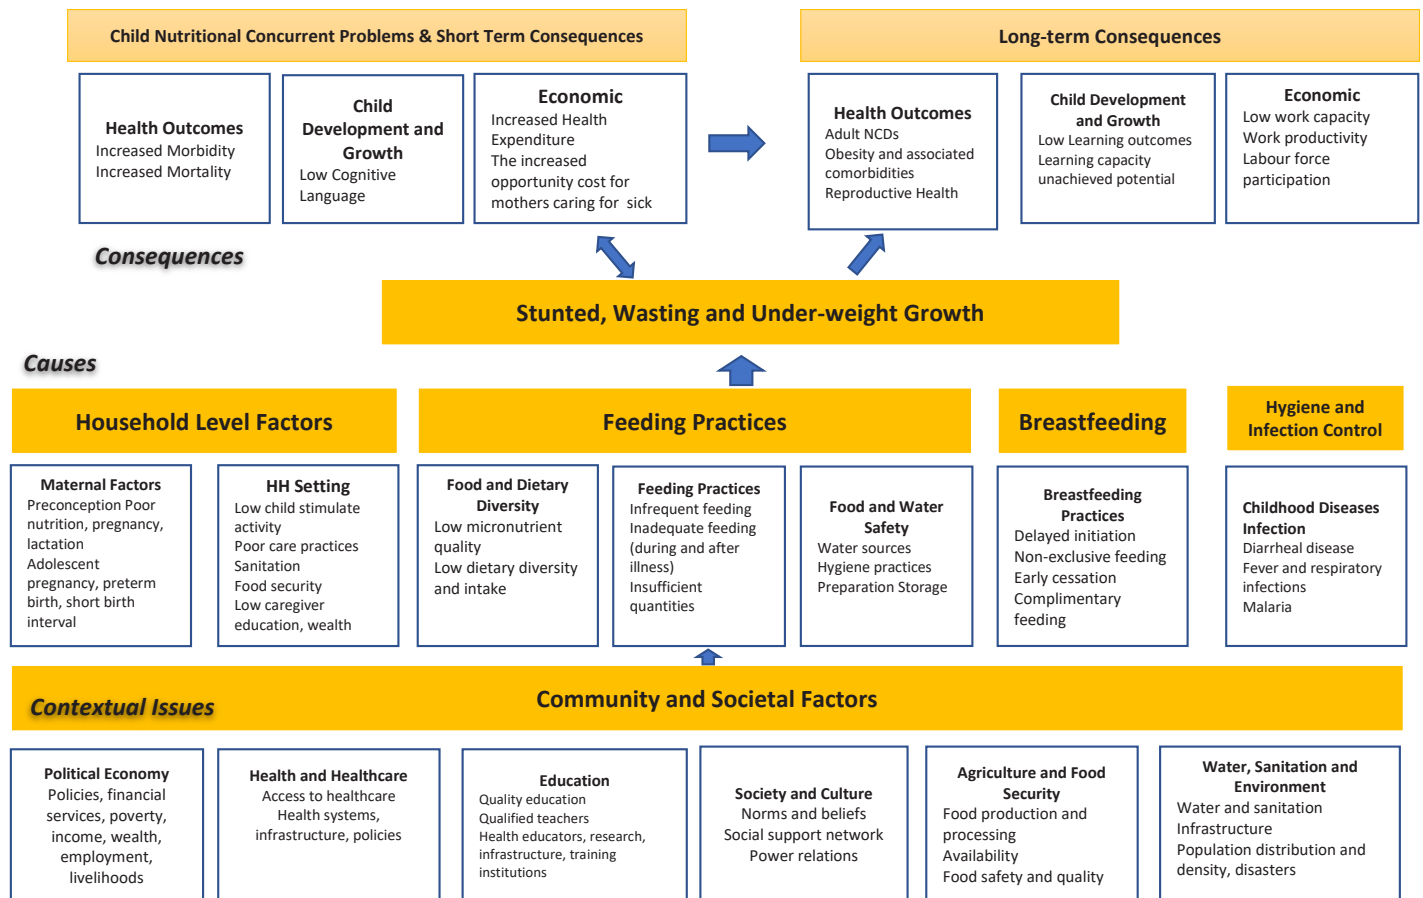 Child Nutritional Concurrent Problems & Short Term Consequences
Long-term Consequences
Health Outcomes
Increased Morbidity
Increased Mortality
Child
Development and
Growth
Low Cognitive
Language
Economic
Increased Health
Expenditure
The increased
opportunity cost for
mothers caring for sick
Health Outcomes
Adult NCDs
Obesity and associated
comorbidities
Reproductive Health
Child Development
and Growth
Low Learning outcomes
Learning capacity
unachieved potential
Economic
Low work capacity
Work productivity
Labour force
participation
Consequences
Stunted, Wasting and Under-weight Growth
Causes
Household Level Factors
Feeding Practices
Breastfeeding
Hygiene and
Infection Control
Maternal Factors
Preconception Poor
nutrition, pregnancy,
lactation
Adolescent
pregnancy, preterm
birth, short birth
interval
HH Setting
Low child stimulate
activity
Poor care practices
Sanitation
Food security
Low caregiver
education, wealth
Food and Dietary
Diversity
Low micronutrient
quality
Low dietary diversity
and intake
Feeding Practices
Infrequent feeding
Inadequate feeding
(during and after
illness)
Insufficient
quantities
Food and Water
Safety
Water sources
Hygiene practices
Preparation Storage
Breastfeeding
Practices
Delayed initiation
Non-exclusive feeding
Early cessation
Complimentary
feeding
Childhood Diseases
Infection
Diarrheal disease
Fever and respiratory
infections
Malaria
Contextual Issues
Community and Societal Factors
Political Economy
Policies, financial
services, poverty,
income, wealth,
employment,
livelihoods
Health and Healthcare
Access to healthcare
Health systems,
infrastructure, policies
Education
Quality education
Qualified teachers
Health educators, research,
infrastructure, training
institutions
Society and Culture
Norms and beliefs
Social support network
Power relations
Agriculture and Food
Security
Food production and
processing
Availability
Food safety and quality
Water, Sanitation and
Environment
Water and sanitation
Infrastructure
Population distribution and
density, disasters